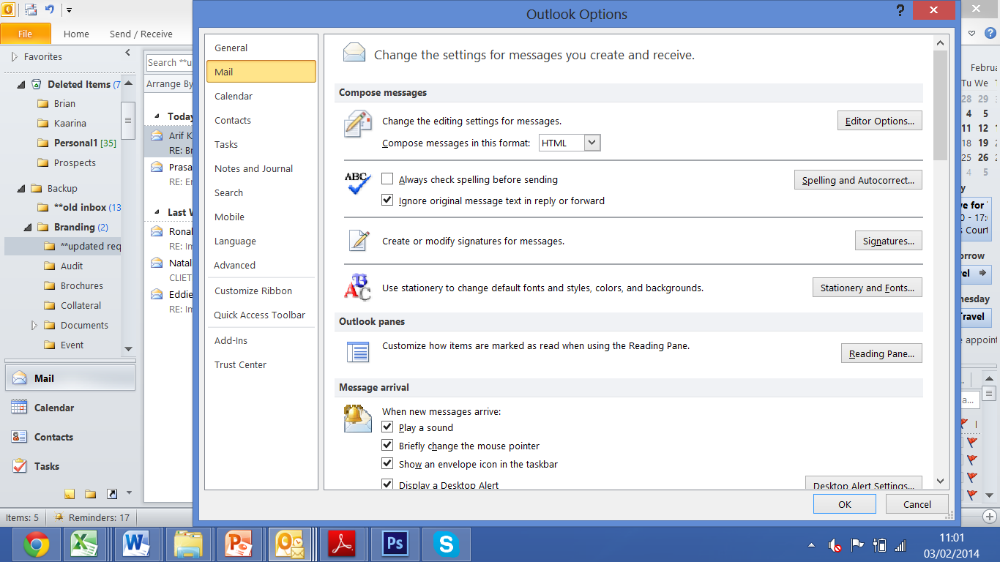 Outlook Options
File
Home
Send / Receive
Favorites
Deleted Items (7
Brian
Kaarina
Personal1 [35]
Prospects
Backup
**old inbox (13
Branding (2)
**updated req
Audit
Brochures
Collateral
Documents
Event
Mail
Calendar
Contacts
Tasks
Items: 5
Reminders: 17
Search **u
Arrange By
Today
Arif K
RE: Br
Prasa
RE: Er
Last W
Ronal
RE: Im
Natal
CLIET
Eddie
RE: Im
General
Mail
Calendar
Contacts
Tasks
Notes and Journal
Search
Mobile
Language
Advanced
Customize Ribbon
Quick Access Toolbar
Add-Ins
Trust Center
Change the settings for messages you create and receive.
Compose messages
Change the editing settings for messages.
Editor Options...
Compose messages in this format: HTML
ABC
Always check spelling before sending
Spelling and Autocorrect...
Ignore original message text in reply or forward
Create or modify signatures for messages.
Signatures...
Use stationery to change default fonts and styles, colors, and backgrounds.
Stationery and Fonts...
Outlook panes
Customize how items are marked as read when using the Reading Pane.
Reading Pane...
Message arrival
When new messages arrive:
Play a sound
Briefly change the mouse pointer
Show an envelope icon in the taskbar
Display a Desktop Alert
Desktop Alert Settings...
OK
Cancel
Februa
Tu We
28 29
4 5
11 12
18 19
25 26
4 5
ve for
- 17:
s Court
orrow
vel
nesday
Travel
e appoint
a...
Ps
11:01
03/02/2014